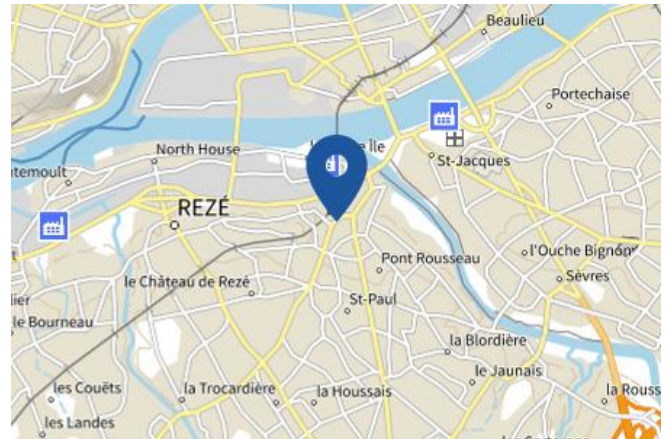 Beaulieu
Portechaise
North House
St-Jacques
REZÉ
l'Ouche Bignon
Pont Rousseau
Sèvres
le Château de Rezé
St-Paul
le Bourneau
la Blordière
le Jaunais
les Couëts
la Trocardière
la Houssais
les Landes